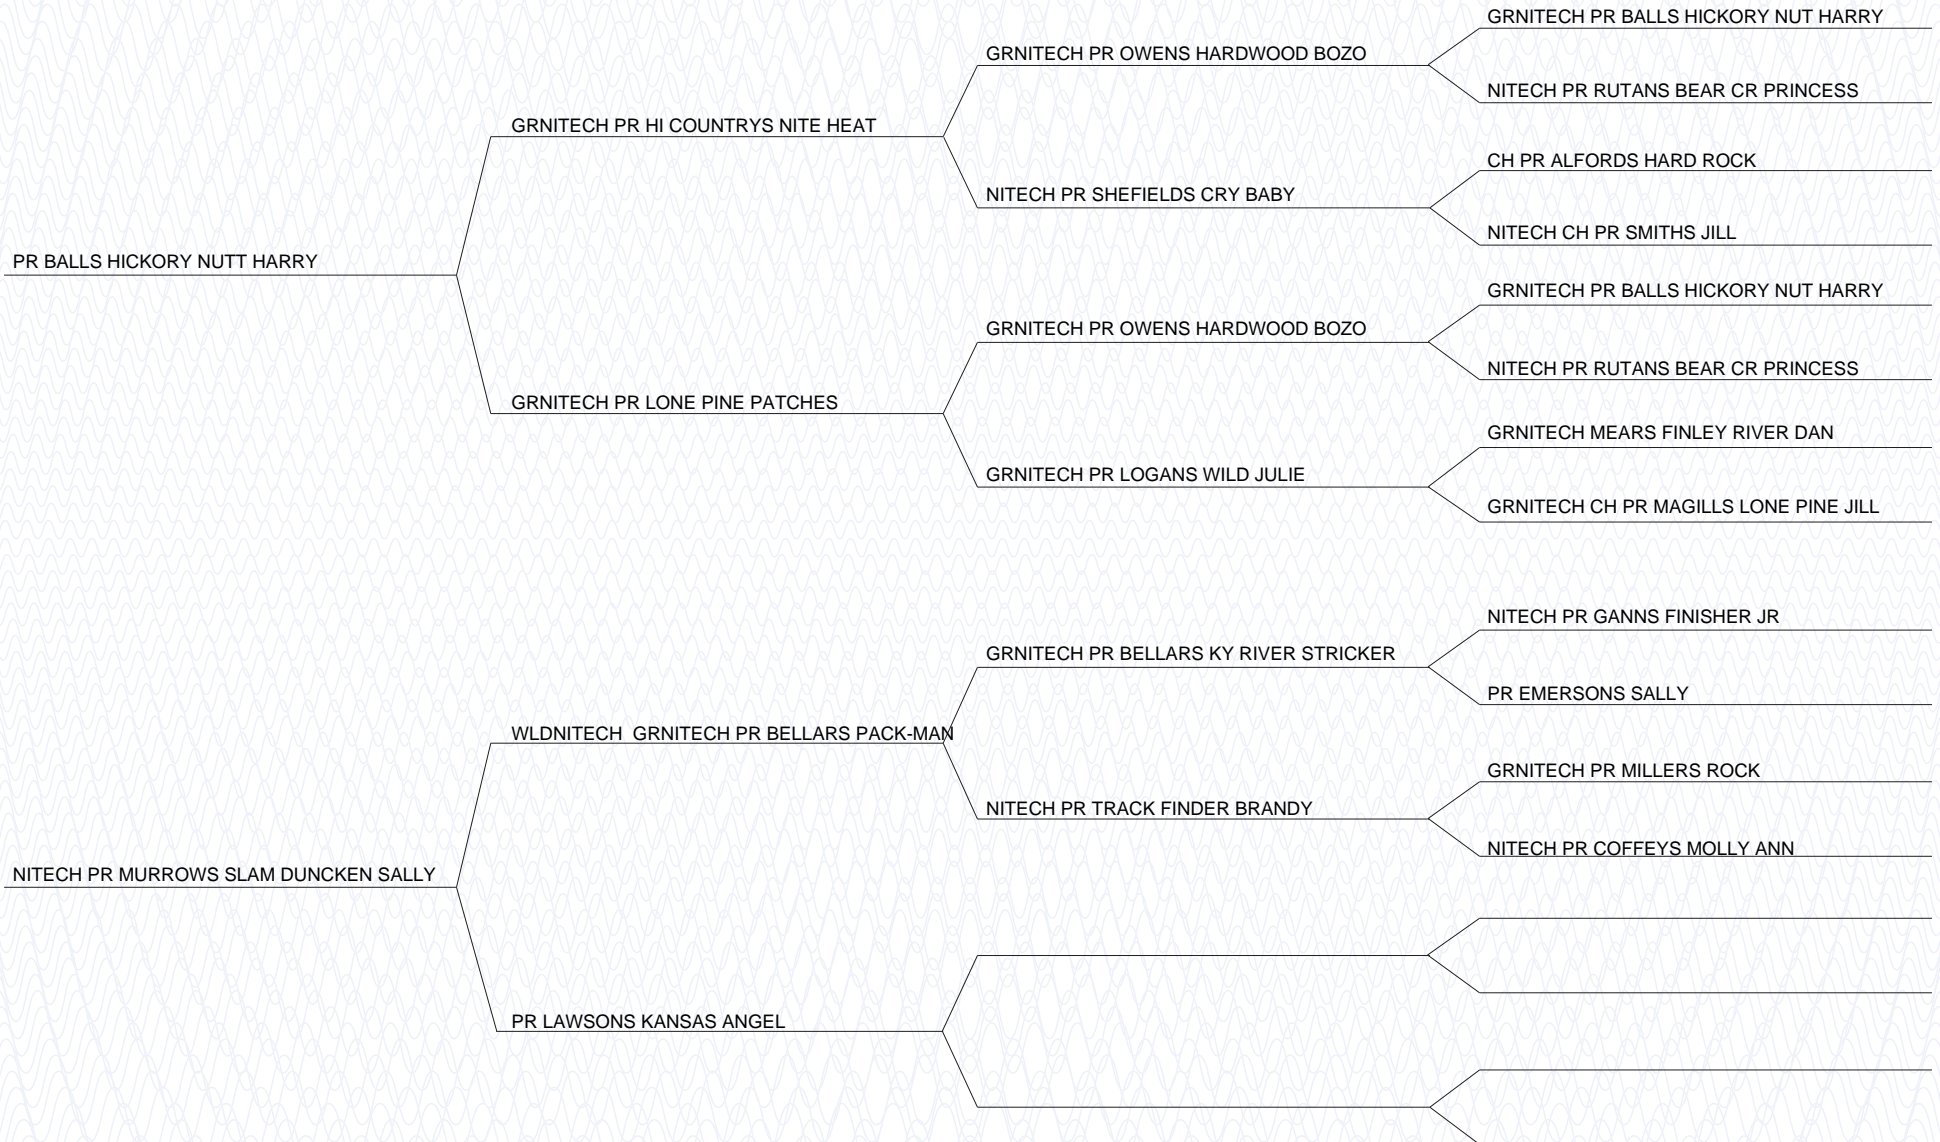 GRNITECH PR BALLS HICKORY NUT HARRY
GRNITECH PR OWENS HARDWOOD BOZO
NITECH PR RUTANS BEAR CR PRINCESS
GRNITECH PR HI COUNTRYS NITE HEAT
CH PR ALFORDS HARD ROCK
NITECH PR SHEFIELDS CRY BABY
NITECH CH PR SMITHS JILL
PR BALLS HICKORY NUTT HARRY
GRNITECH PR BALLS HICKORY NUT HARRY
GRNITECH PR OWENS HARDWOOD BOZO
NITECH PR RUTANS BEAR CR PRINCESS
GRNITECH PR LONE PINE PATCHES
GRNITECH MEARS FINLEY RIVER DAN
GRNITECH PR LOGANS WILD JULIE
GRNITECH CH PR MAGILLS LONE PINE JILL
NITECH PR GANNS FINISHER JR
GRNITECH PR BELLARS KY RIVER STRICKER
PR EMERSONS SALLY
WLDNITECH  GRNITECH PR BELLARS PACK-MAN
GRNITECH PR MILLERS ROCK
NITECH PR TRACK FINDER BRANDY
NITECH PR COFFEYS MOLLY ANN
NITECH PR MURROWS SLAM DUNCKEN SALLY
PR LAWSONS KANSAS ANGEL